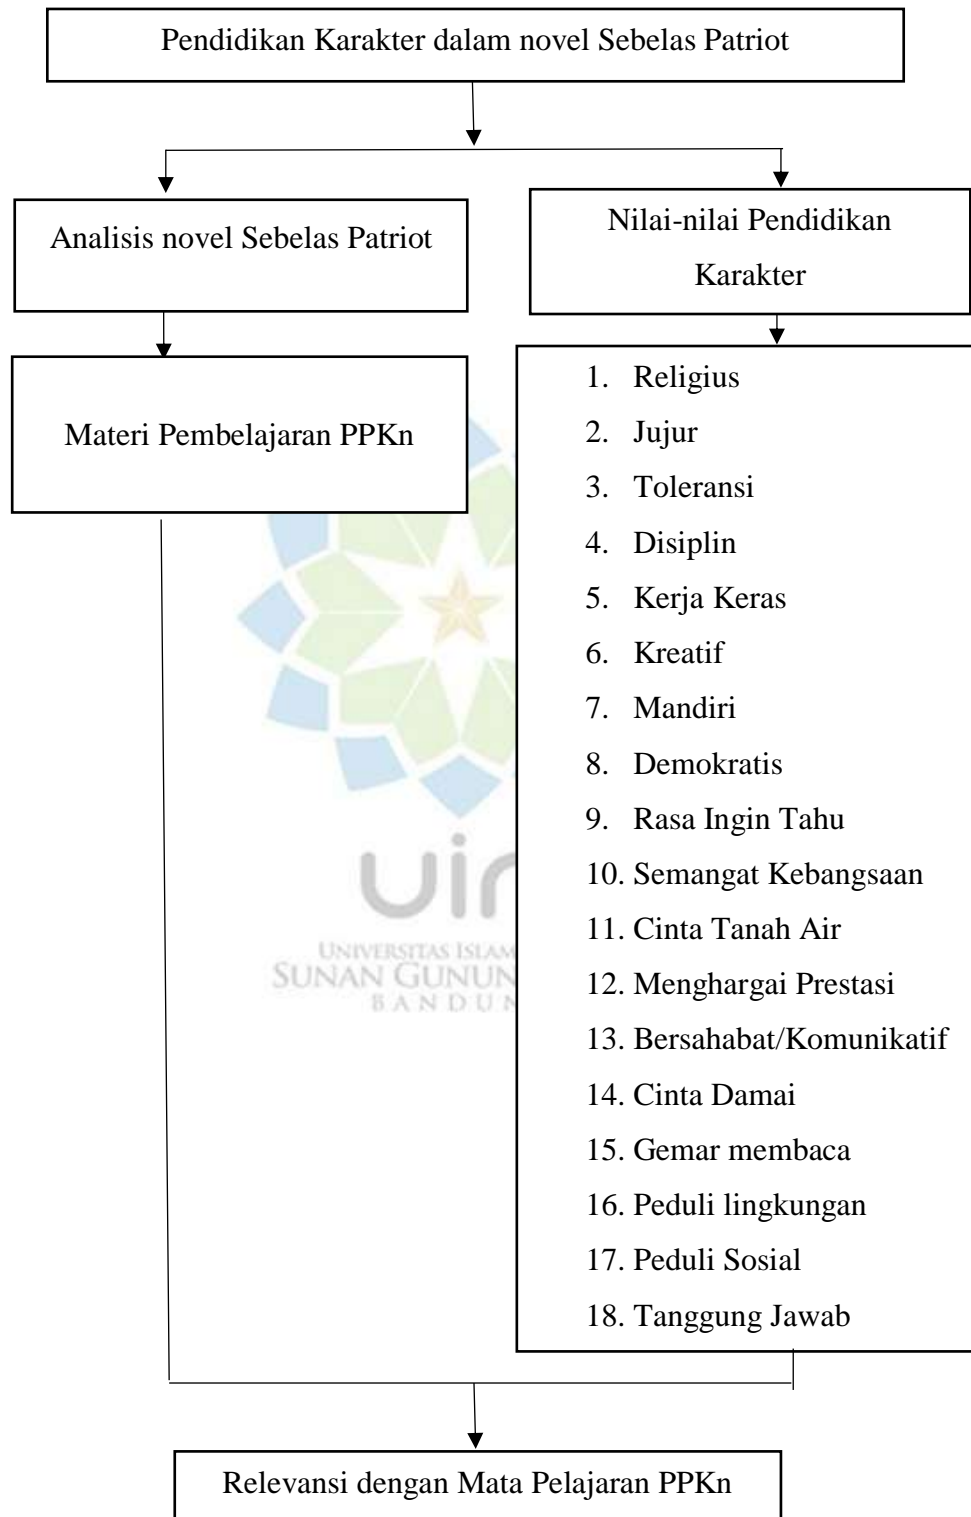 Pendidikan Karakter dalam novel Sebelas Patriot
Analisis novel Sebelas Patriot
Nilai-nilai Pendidikan
Karakter
Materi Pembelajaran PPKn
1. Religius
2. Jujur
3. Toleransi
4. Disiplin
5. Kerja Keras
6. Kreatif
7. Mandiri
8. Demokratis
9. Rasa Ingin Tahu
10. Semangat Kebangsaan
11. Cinta Tanah Air
12. Menghargai Prestasi
13. Bersahabat/Komunikatif
14. Cinta Damai
15. Gemar membaca
16. Peduli lingkungan
17. Peduli Sosial
18. Tanggung Jawab
UNIVERSITAS ISLAM
SUNAN
Relevansi dengan Mata Pelajaran PPKn